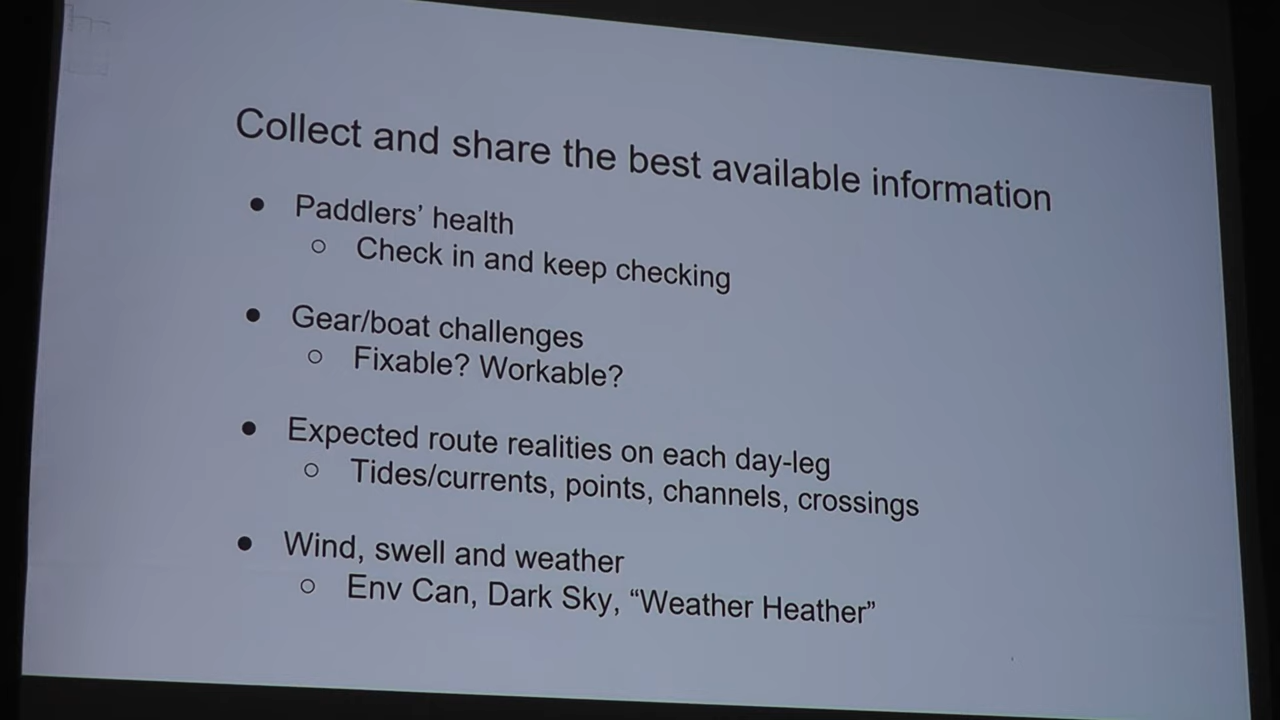 Collect and share the best available information
● Paddlers’ health
○ Check in and keep checking
● Gear/boat challenges
○ Fixable? Workable?
● Expected route realities on each day-leg
○ Tides/currents, points, channels, crossings
● Wind, swell and weather
○ Env Can, Dark Sky, “Weather Heather”